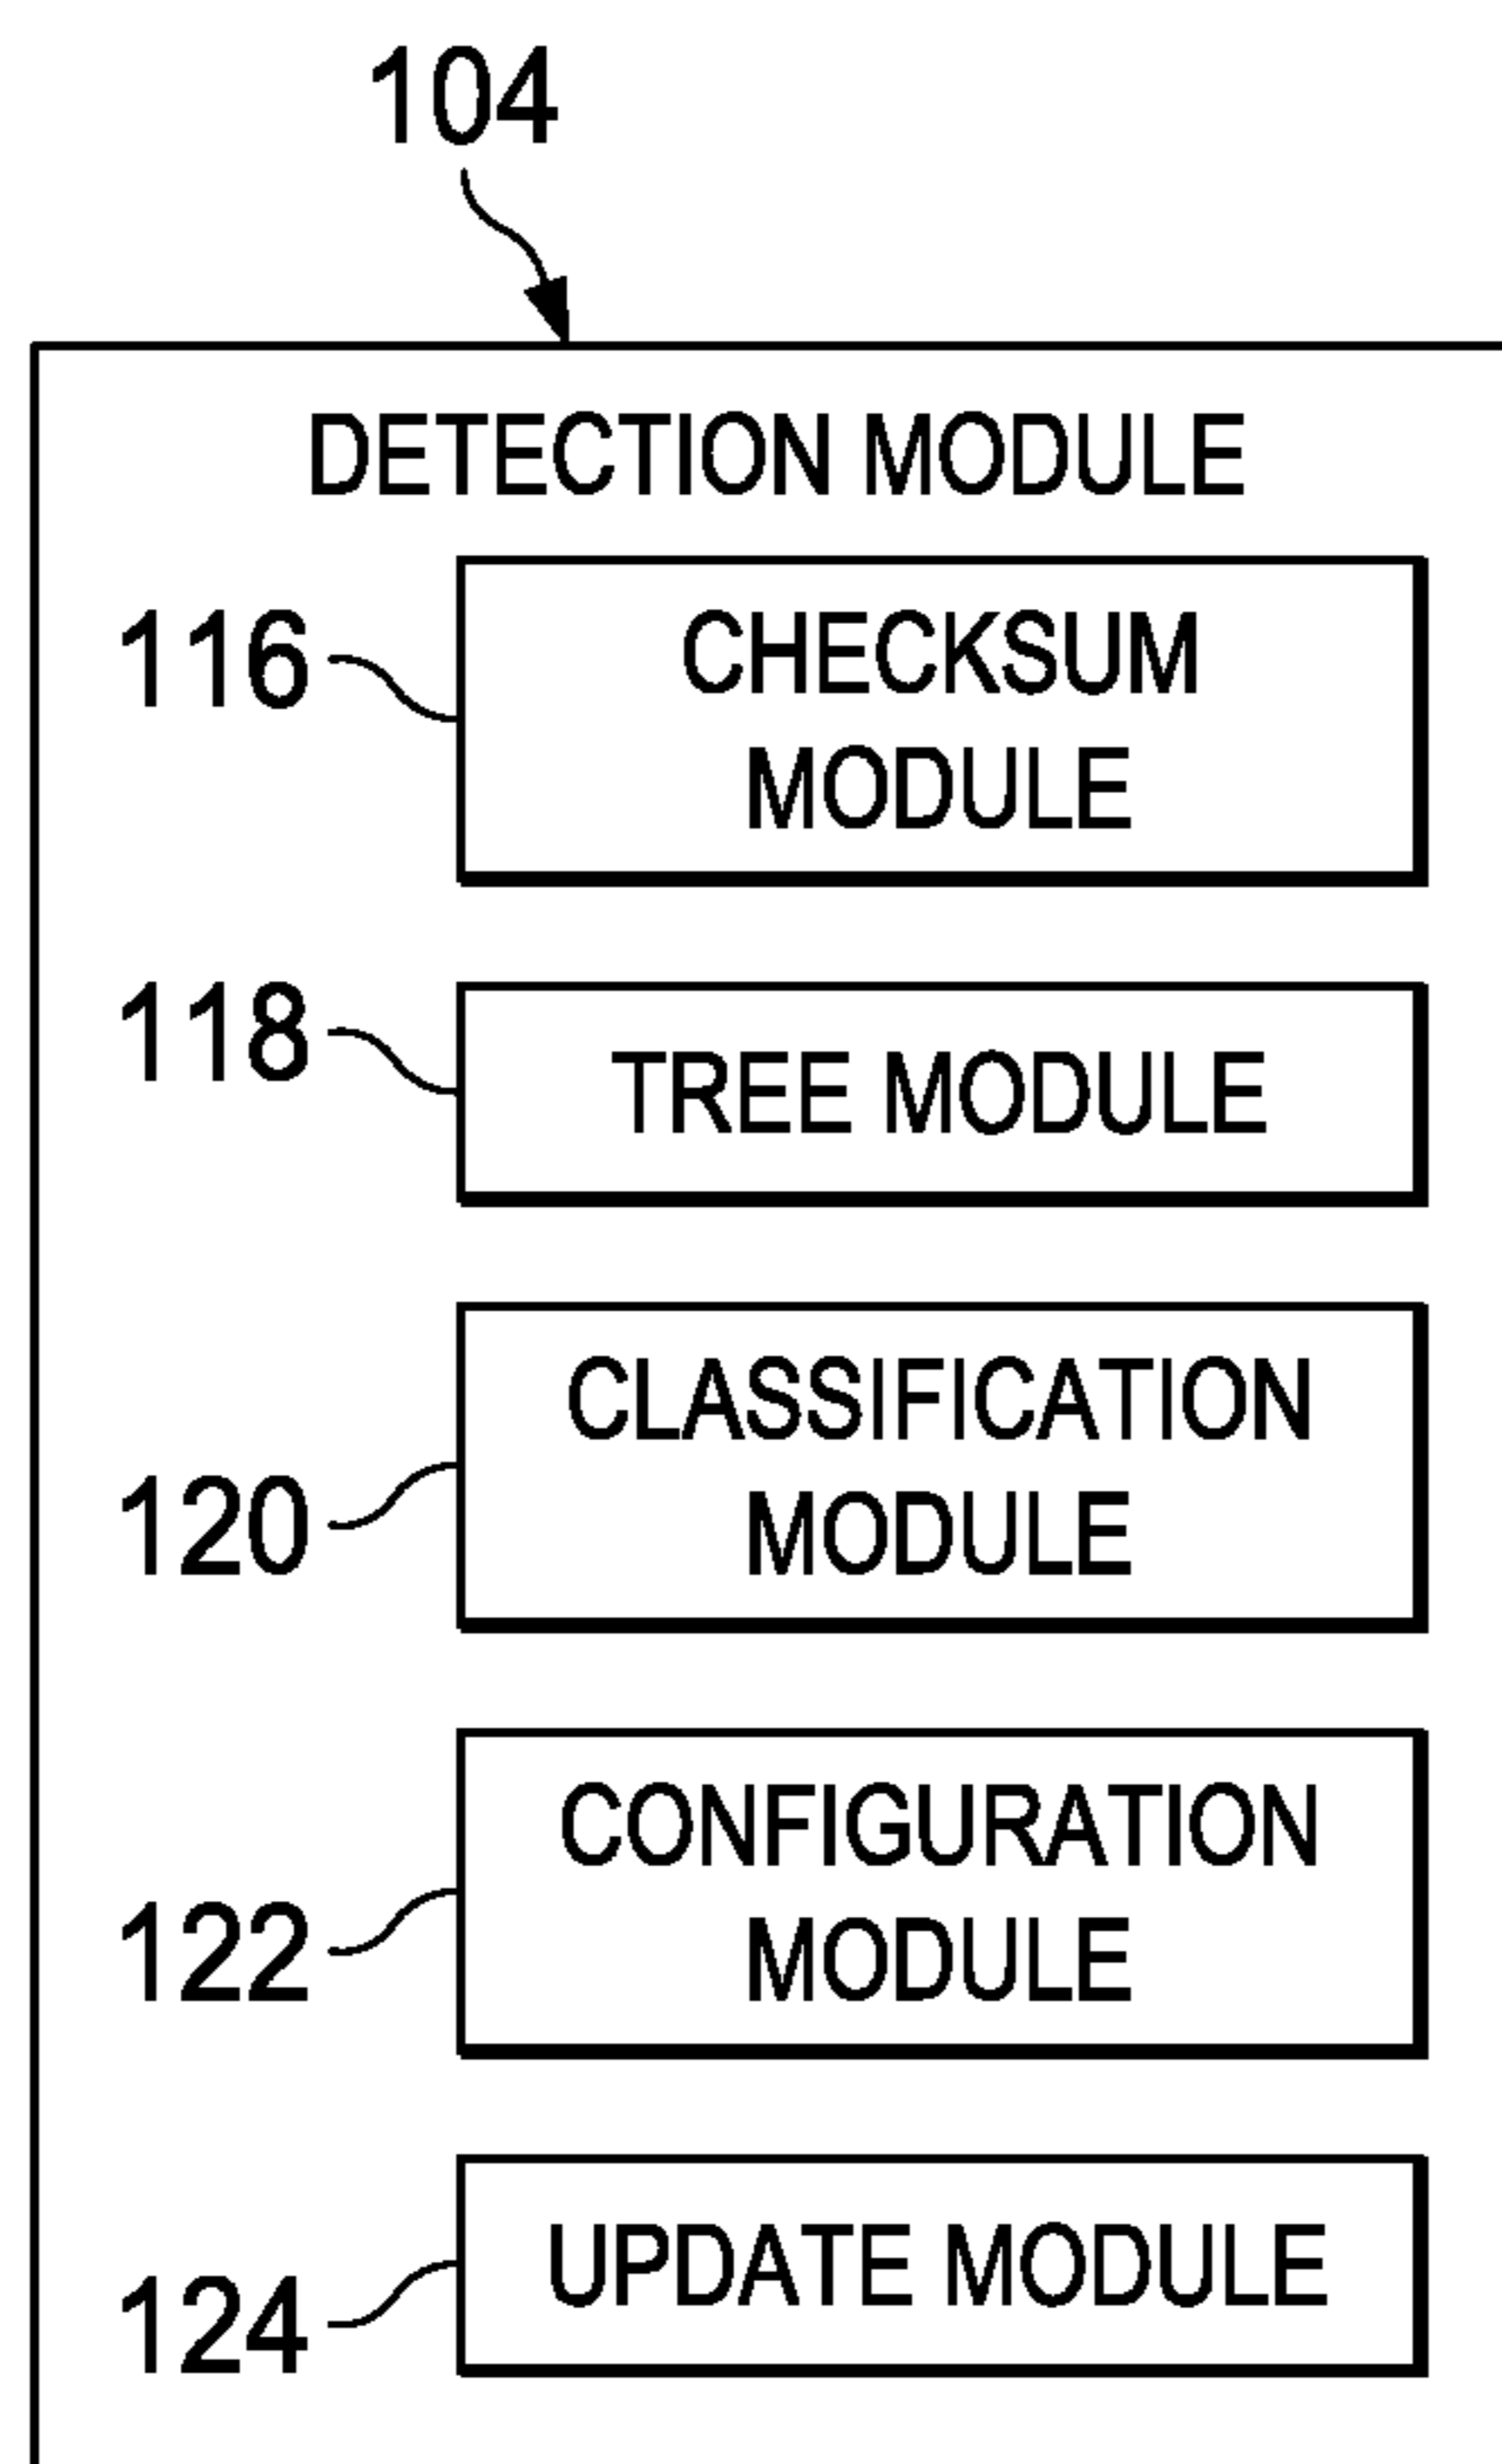 104
DETECTION MODULE
116
CHECKSUM
MODULE
118
TREE MODULE
CLASSIFICATION
120
MODULE
CONFIGURATION
122
MODULE
UPDATE MODULE
124